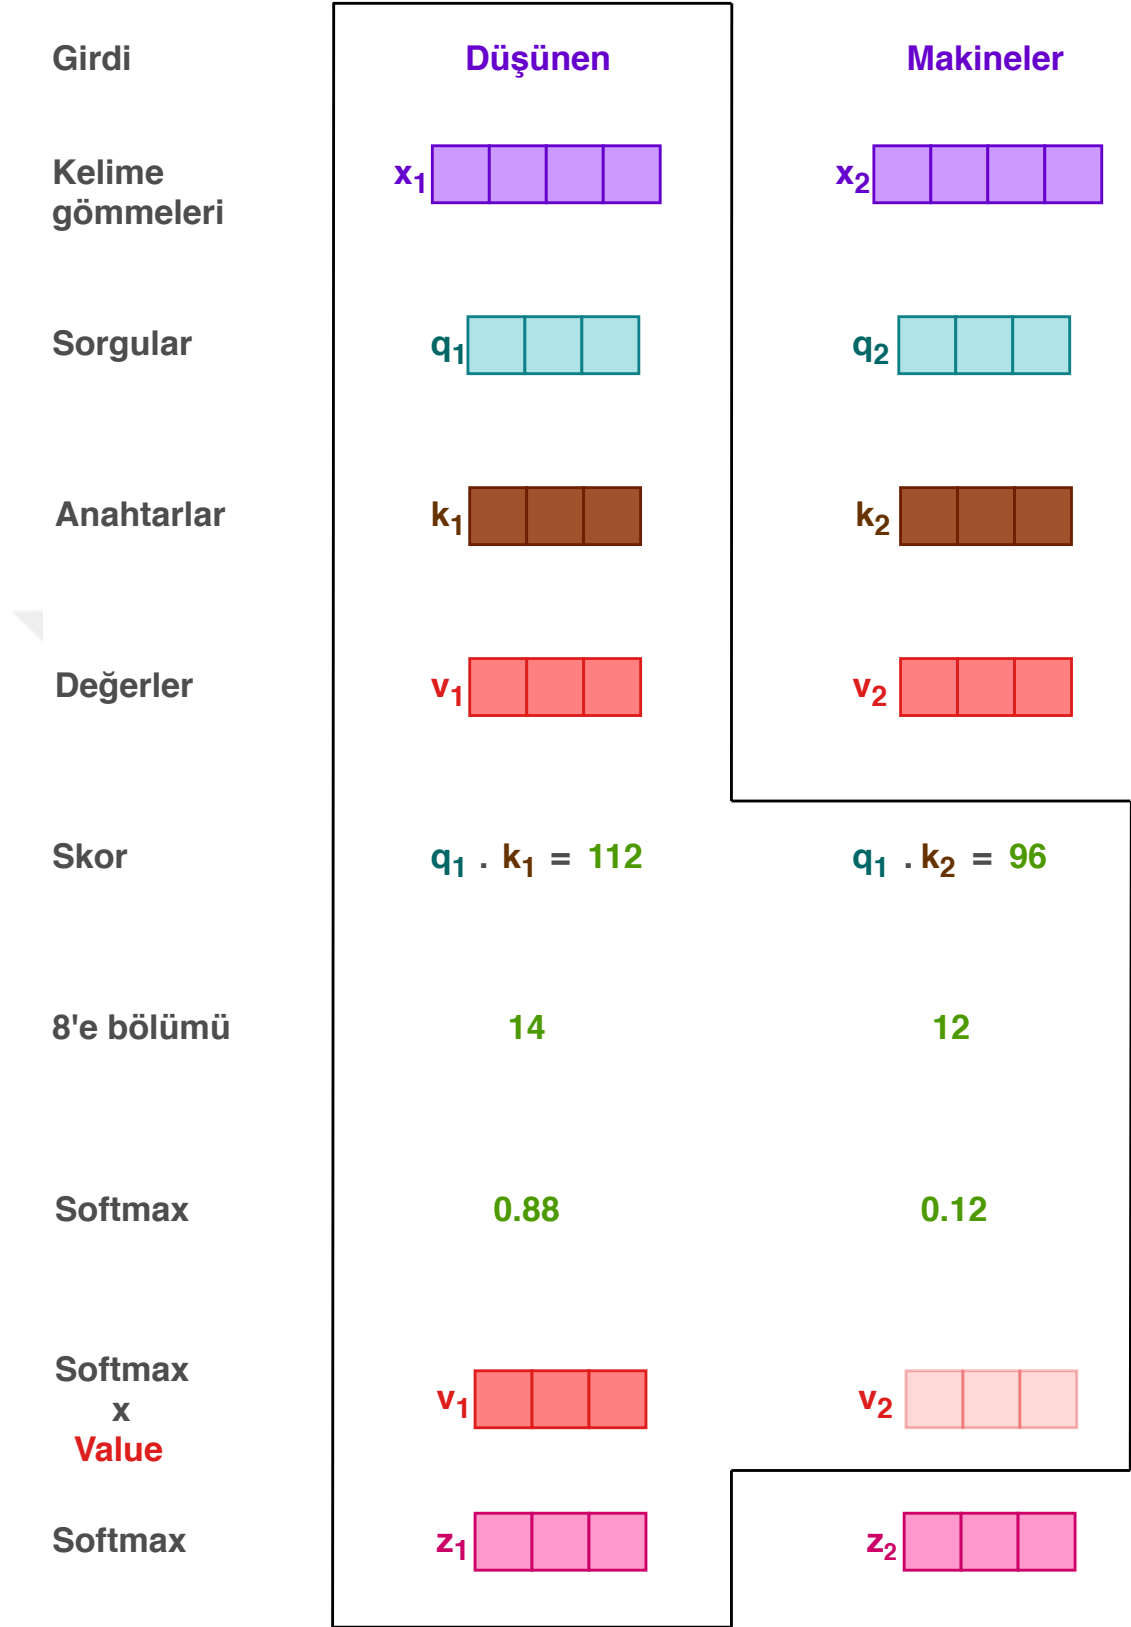 Girdi Düşünen Makineler
Kelime
gömmeleri
x1 x2
Sorgular q1 q2
Anahtarlar k1 k2
Değerler v1 v2
Skor q1 . k1 = 112 q1 . k2 = 96
8'e bölümü 14 12
Softmax 0.88 0.12
Softmax
x
Value
v1 v2
Softmax z1 z2